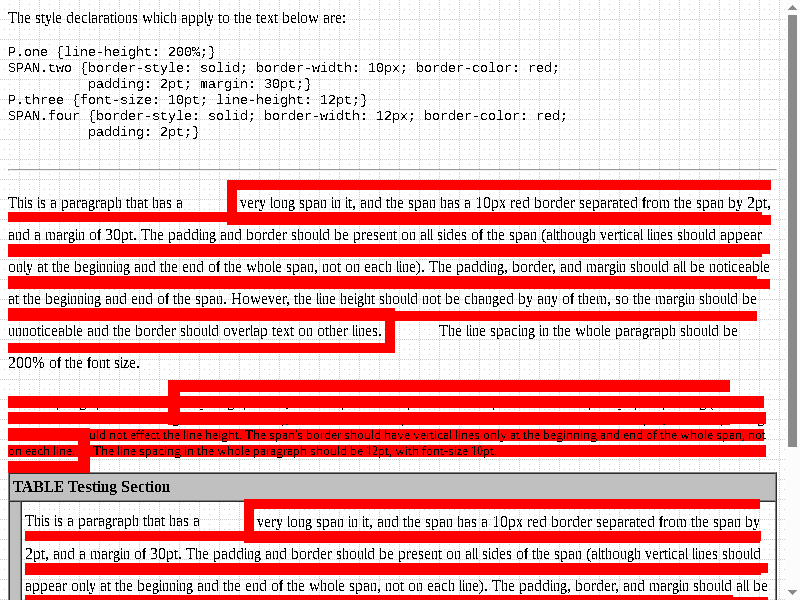 The style declarations which apply to the text below are:
P.one {line-height: 200%;}
SPAN.two {border-style: solid; border-width: 10px; border-color: red;
padding: 2pt; margin: 30pt;}
P.three {font-size: 10pt; line-height: 12pt;}
SPAN.four {border-style: solid; border-width: 12px; border-color: red;
padding: 2pt;}
This is a paragraph that has a very long span in it, and the span has a 10px red border separated from the span by 2pt,
and a margin of 30pt. The padding and border should be present on all sides of the span (although vertical lines should appear
only at the beginning and the end of the whole span, not on each line). The padding, border, and margin should all be noticeable
at the beginning and end of the span. However, the line height should not be changed by any of them, so the margin should be
unnoticeable and the border should overlap text on other lines. The line spacing in the whole paragraph should be
200% of the font size.
uld not effect the line height. The span's border should have vertical lines only at the beginning and end of the whole span, not
on each line. The line spacing in the whole paragraph should be 12pt, with font-size 10pt.
TABLE Testing Section
This is a paragraph that has a very long span in it, and the span has a 10px red border separated from the span by
2pt, and a margin of 30pt. The padding and border should be present on all sides of the span (although vertical lines should
appear only at the beginning and the end of the whole span, not on each line). The padding, border, and margin should all be